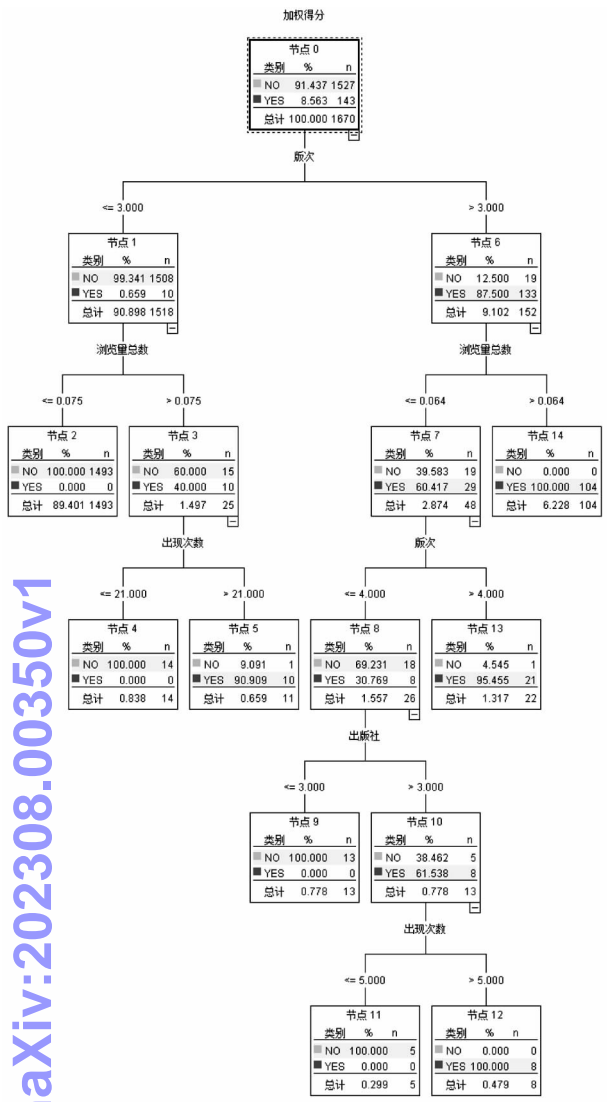 加权得分
节点 0
类别 % n
NO 91.437 1527
YES 8.563 143
总计 100.000 1670
版次
<= 3.000
> 3.000
节点 1
类别 % n
NO 99.341 1508
YES 0.659 10
总计 90.898 1518
节点 6
类别 % n
NO 12.500 19
YES 87.500 133
总计 9.102 152
浏览量总数
浏览量总数
<= 0.075
> 0.075
<= 0.064
> 0.064
节点 2
类别 % n
NO 100.000 1493
YES 0.000 0
总计 89.401 1493
节点 3
类别 % n
NO 60.000 15
YES 40.000 10
总计 1.497 25
节点 7
类别 % n
NO 39.583 19
YES 60.417 29
总计 2.874 48
节点 14
类别 % n
NO 0.000 0
YES 100.000 104
总计 6.228 104
出现次数
版次
<= 21.000
> 21.000
<= 4.000
> 4.000
节点 4
类别 % n
NO 100.000 14
YES 0.000 0
总计 0.838 14
节点 5
类别 % n
NO 9.091 1
YES 90.909 10
总计 0.659 11
节点 8
类别 % n
NO 69.231 18
YES 30.769 8
总计 1.557 26
节点 13
类别 % n
NO 4.545 1
YES 95.455 21
总计 1.317 22
出版社
<= 3.000
> 3.000
节点 9
类别 % n
NO 100.000 13
YES 0.000 0
总计 0.778 13
节点 10
类别 % n
NO 38.462 5
YES 61.538 8
总计 0.778 13
出现次数
<= 5.000
> 5.000
节点 11
类别 % n
NO 100.000 5
YES 0.000 0
总计 0.299 5
节点 12
类别 % n
NO 0.000 0
YES 100.000 8
总计 0.479 8
aXiv:202308.00350v1